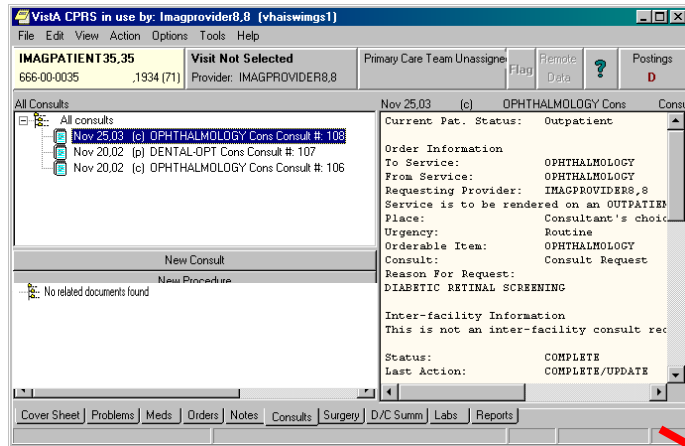 VistA CPRS in use by: Imagprovider8,8 (vhaiswimgs1)
File Edit View Action Options Tools Help
IMAGPATIENT35,35
666-00-0035 ,1934 (71)
Visit Not Selected
Provider: IMAGPROVIDER8,8
Primary Care Team Unassigne
Flag
Remote
Data
?
Postings
D
All Consults
All consults
Nov 25,03 (c) OPHTHALMOLOGY Cons Consult #: 108
Nov 20,02 (p) DENTAL-OPT Cons Consult #: 107
Nov 20,02 (c) OPHTHALMOLOGY Cons Consult #: 106
New Consult
New Procedure
No related documents found
Nov 25,03 (c) OPHTHALMOLOGY Cons Consu
Current Pat. Status: Outpatient
Order Information
To Service: OPHTHALMOLOGY
From Service: OPHTHALMOLOGY
Requesting Provider: IMAGPROVIDER8,8
Service is to be rendered on an OUTPATIEN
Place: Consultant's choic
Urgency: Routine
Orderable Item: OPHTHALMOLOGY
Consult: Consult Request
Reason For Request:
DIABETIC RETINAL SCREENING
Inter-facility Information
This is not an inter-facility consult rec
Status: COMPLETE
Last Action: COMPLETE/UPDATE
Cover Sheet Problems Meds Orders Notes Consults Surgery D/C Summ Labs Reports